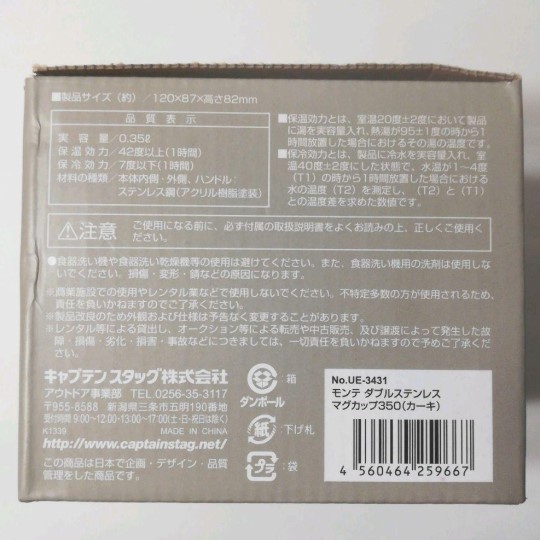 ■製品サイズ（約）／120×87×高さ82mm
品質表示
実容量／0.35ℓ
保温効力／42度以上(1時間)
保冷効力／7度以下(1時間)
材料の種類／本体内側・外側、ハンドル：
ステンレス鋼(アクリル樹脂塗装)
■保温効力とは、室温20度±2度において製品
に湯を実容量入れ、熱湯が95±1度の時から1
時間放置した場合におけるその湯の温度です。
■保冷効力とは、製品に冷水を実容量入れ、室
温40度±2度にした状態で、水温が1～4度
（T1）の時から1時間放置した場合における
水の温度（T2）を測定し、（T2）と（T1）
との温度差を求めた数値です。
⚠注意
ご使用になる前に、必ず付属の取扱説明書をよくお読みの上、正しくご使用く
ださい。
●食器洗い機や食器洗い乾燥機等の使用は避けてください。また、食器洗い機用の洗剤は使用しな
いでください。損傷・変形・錆などの原因になります。
※商業施設での使用やレンタル業などで使用しないでください。不特定多数の方が使用されるため、
責任を負いかねますのでご了承ください。
※製品改良のため外観および仕様は予告なく変更することがあります。
※レンタル等による貸出し、オークション等による転売や中古販売、及び譲渡によって発生した故
障・損傷・劣化・損害・事故などにつきましては、一切責任を負いかねますので予めご了承くださ
い。
キャプテンスタッグ株式会社
アウトドア事業部 TEL. 0256-35-3117
〒955-8588 新潟県三条市五明190番地
受付時間 9:00～12:00、13:00～17:00(土・日・祝日は除く)
K1339 MADE IN CHINA
http://www.captainstag.net/
この商品は日本で企画・デザイン・品質
管理をした商品です。
ダンボール
：箱
紙
：下げ札
プラ
：袋
No.UE-3431
モンテ ダブルステンレス
マグカップ350(カーキ)
4 560464 259667